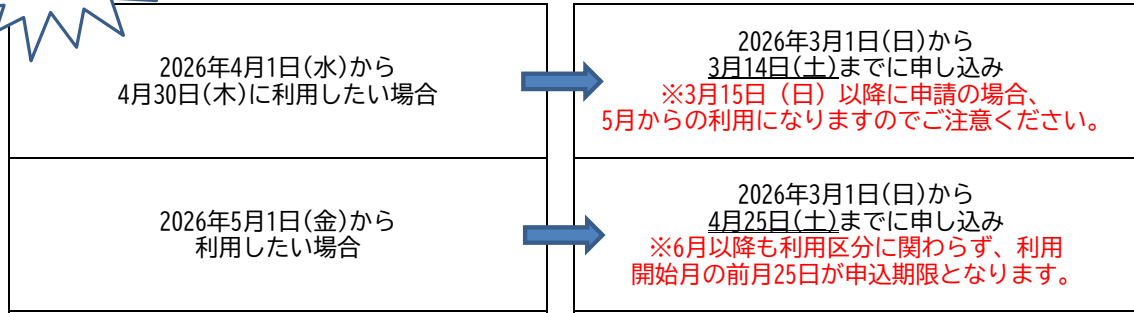 2026年4月1日(水)から
4月30日(木)に利用したい場合
2026年3月1日(日)から
3月14日(土)までに申し込み
※3月15日（日）以降に申請の場合、
5月からの利用になりますのでご注意ください。
2026年5月1日(金)から
利用したい場合
2026年3月1日(日)から
4月25日(土)までに申し込み
※6月以降も利用区分に関わらず、利用
開始月の前月25日が申込期限となります。